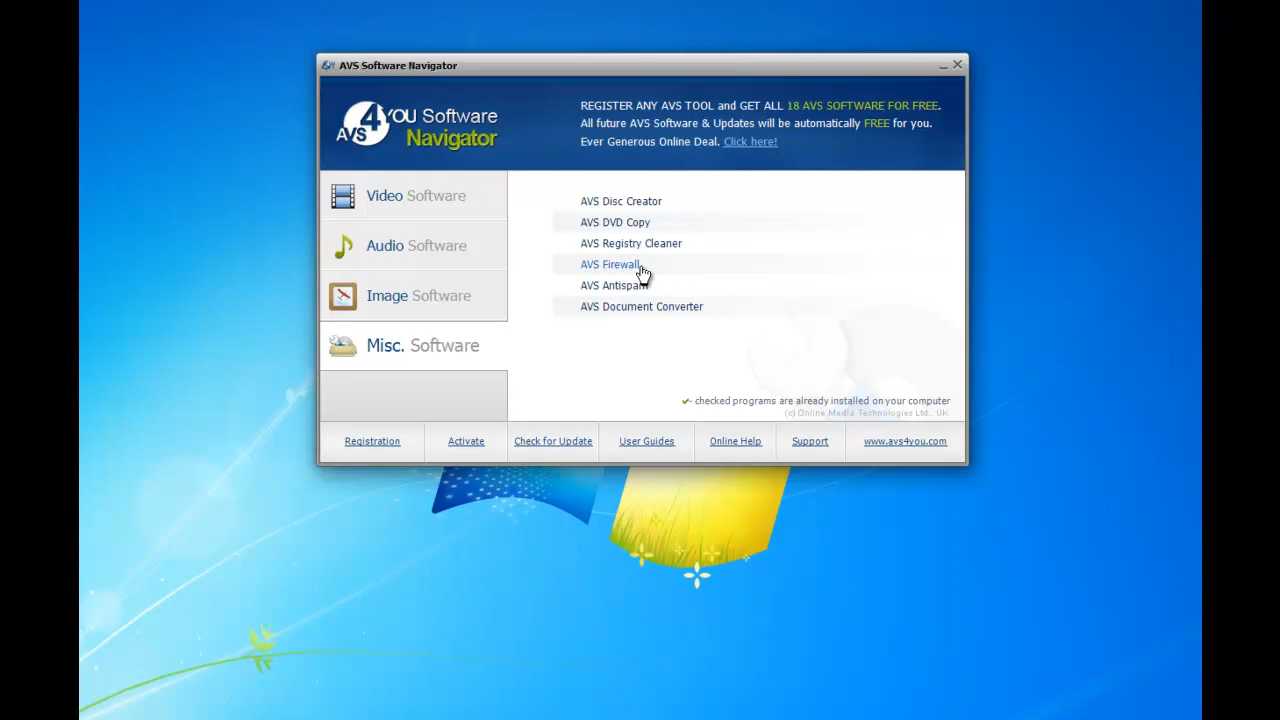 AVS Software Navigator
AVS4YOU Software
Navigator
REGISTER ANY AVS TOOL and GET ALL 18 AVS SOFTWARE FOR FREE.
All future AVS Software & Updates will be automatically FREE for you.
Ever Generous Online Deal. Click here!
Video Software
Audio Software
Image Software
Misc. Software
AVS Disc Creator
AVS DVD Copy
AVS Registry Cleaner
AVS Firewall
AVS Antispam
AVS Document Converter
- checked programs are already installed on your computer
(c) Online Media Technologies Ltd., UK
Registration
Activate
Check for Update
User Guides
Online Help
Support
www.avs4you.com